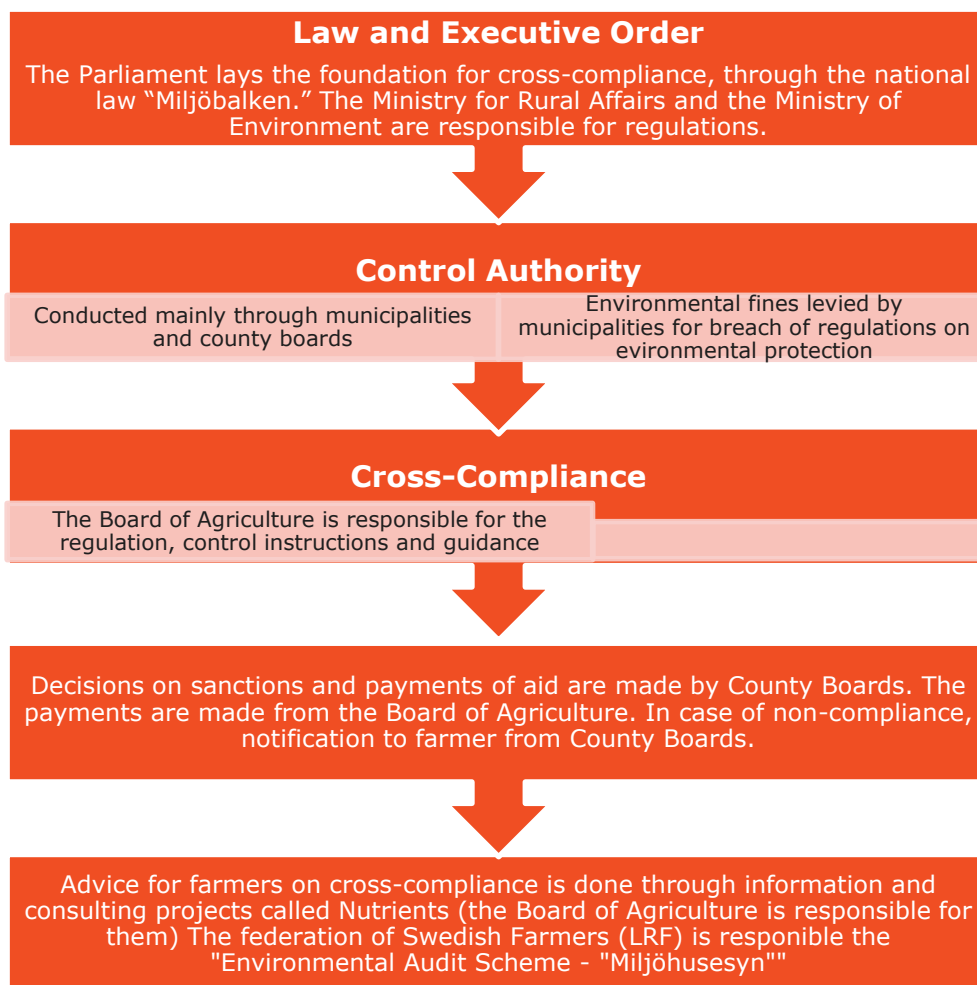 Law and Executive Order
The Parliament lays the foundation for cross-compliance, through the national
law “Miljöbalken.” The Ministry for Rural Affairs and the Ministry of
Environment are responsible for regulations.
Control Authority
Conducted mainly through municipalities
and county boards
Environmental fines levied by
municipalities for breach of regulations on
evironmental protection
Cross-Compliance
The Board of Agriculture is responsible for the
regulation, control instructions and guidance
Decisions on sanctions and payments of aid are made by County Boards. The
payments are made from the Board of Agriculture. In case of non-compliance,
notification to farmer from County Boards.
Advice for farmers on cross-compliance is done through information and
consulting projects called Nutrients (the Board of Agriculture is responsible for
them) The federation of Swedish Farmers (LRF) is responible the
"Environmental Audit Scheme - "Miljöhusesyn""